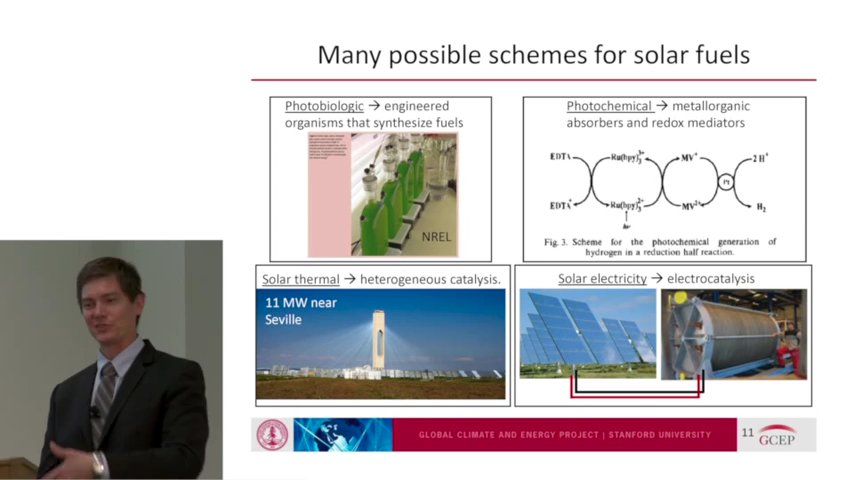 Many possible schemes for solar fuels
Photobiologic → engineered
organisms that synthesize fuels
NREL
Photochemical → metallorganic
absorbers and redox mediators
EDTA
Ru(bpy)₃²⁺
MV⁺
2 H⁺
Pt
EDTA⁺
MV²⁺
H₂
hν
Fig. 3. Scheme for the photochemical generation of
hydrogen in a reduction half reaction.
Solar thermal → heterogeneous catalysis.
11 MW near
Seville
Solar electricity → electrocatalysis
GLOBAL CLIMATE AND ENERGY PROJECT | STANFORD UNIVERSITY
11
GCEP